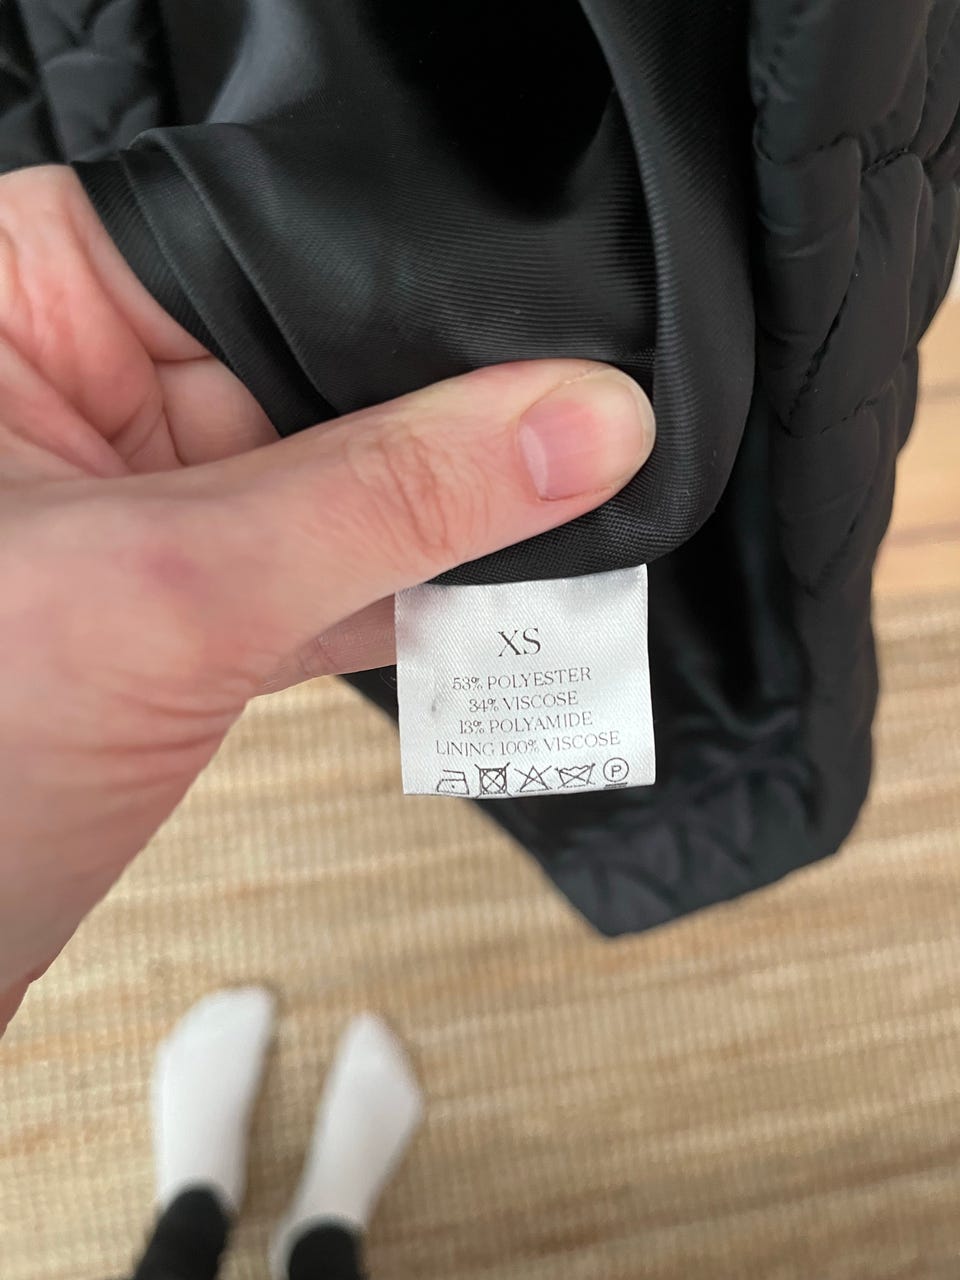 XS
53% POLYESTER
34% VISCOSE
13% POLYAMIDE
LINING 100% VISCOSE
P